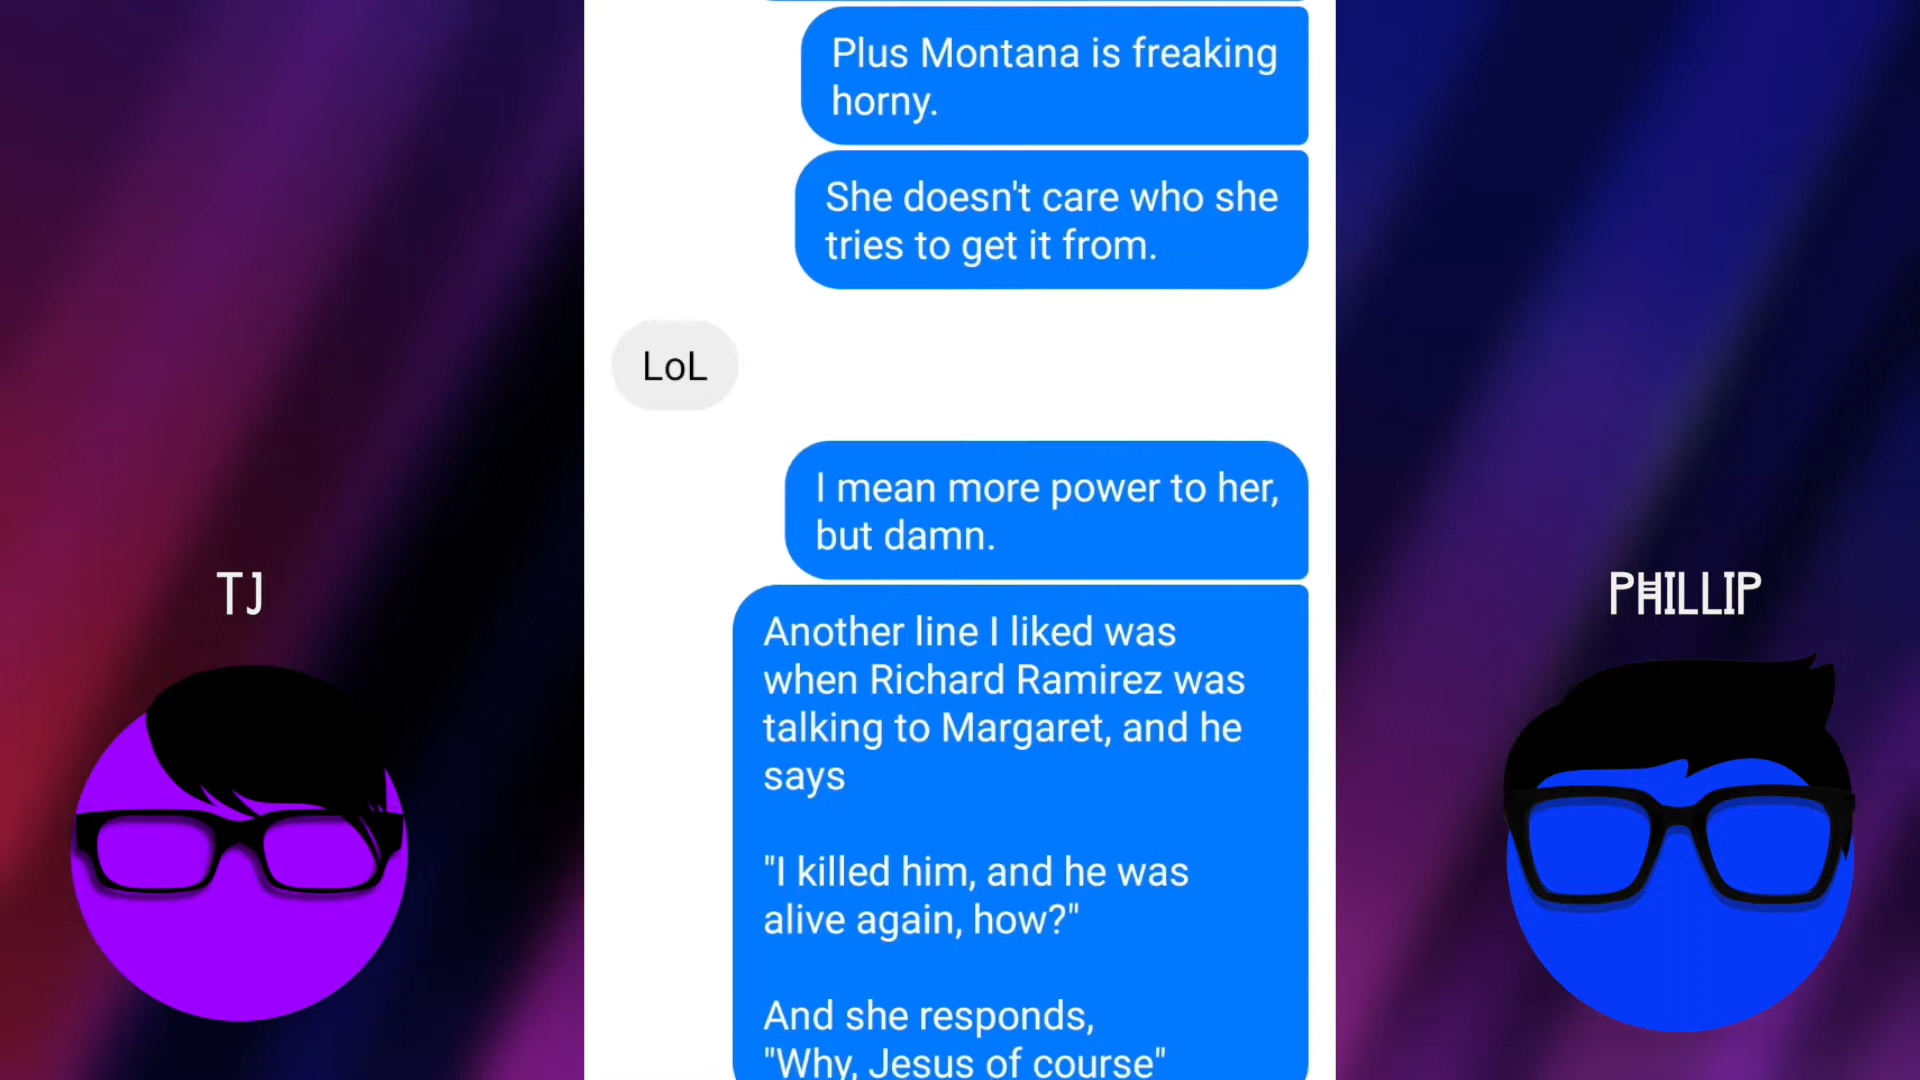 Plus Montana is freaking
horny.
She doesn't care who she
tries to get it from.
LoL
I mean more power to her,
but damn.
TJ
PHILLIP
Another line I liked was
when Richard Ramirez was
talking to Margaret, and he
says
"I killed him, and he was
alive again, how?"
And she responds,
"Why, Jesus of course"